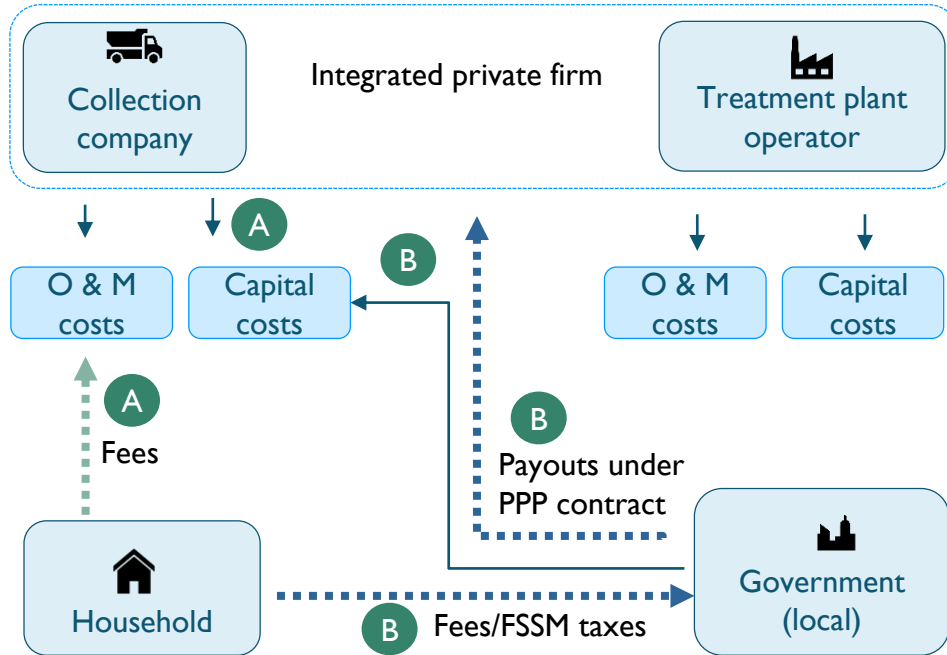 Collection
company
Integrated private firm
Treatment plant
operator
A
B
O & M
costs
Capital
costs
O & M
costs
Capital
costs
A
Fees
B
Payouts under
PPP contract
Household
B
Fees/FSSM taxes
Government
(local)